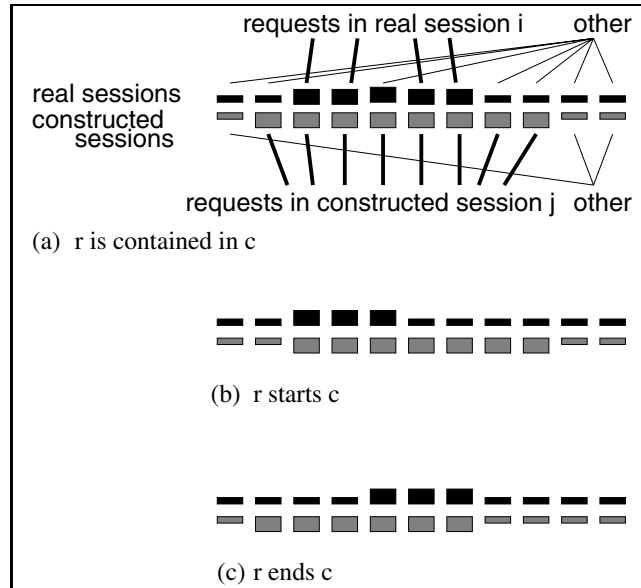 requests in real session i other
real sessions
constructed
sessions
requests in constructed session j other
(a) r is contained in c
(b) r starts c
(c) r ends c